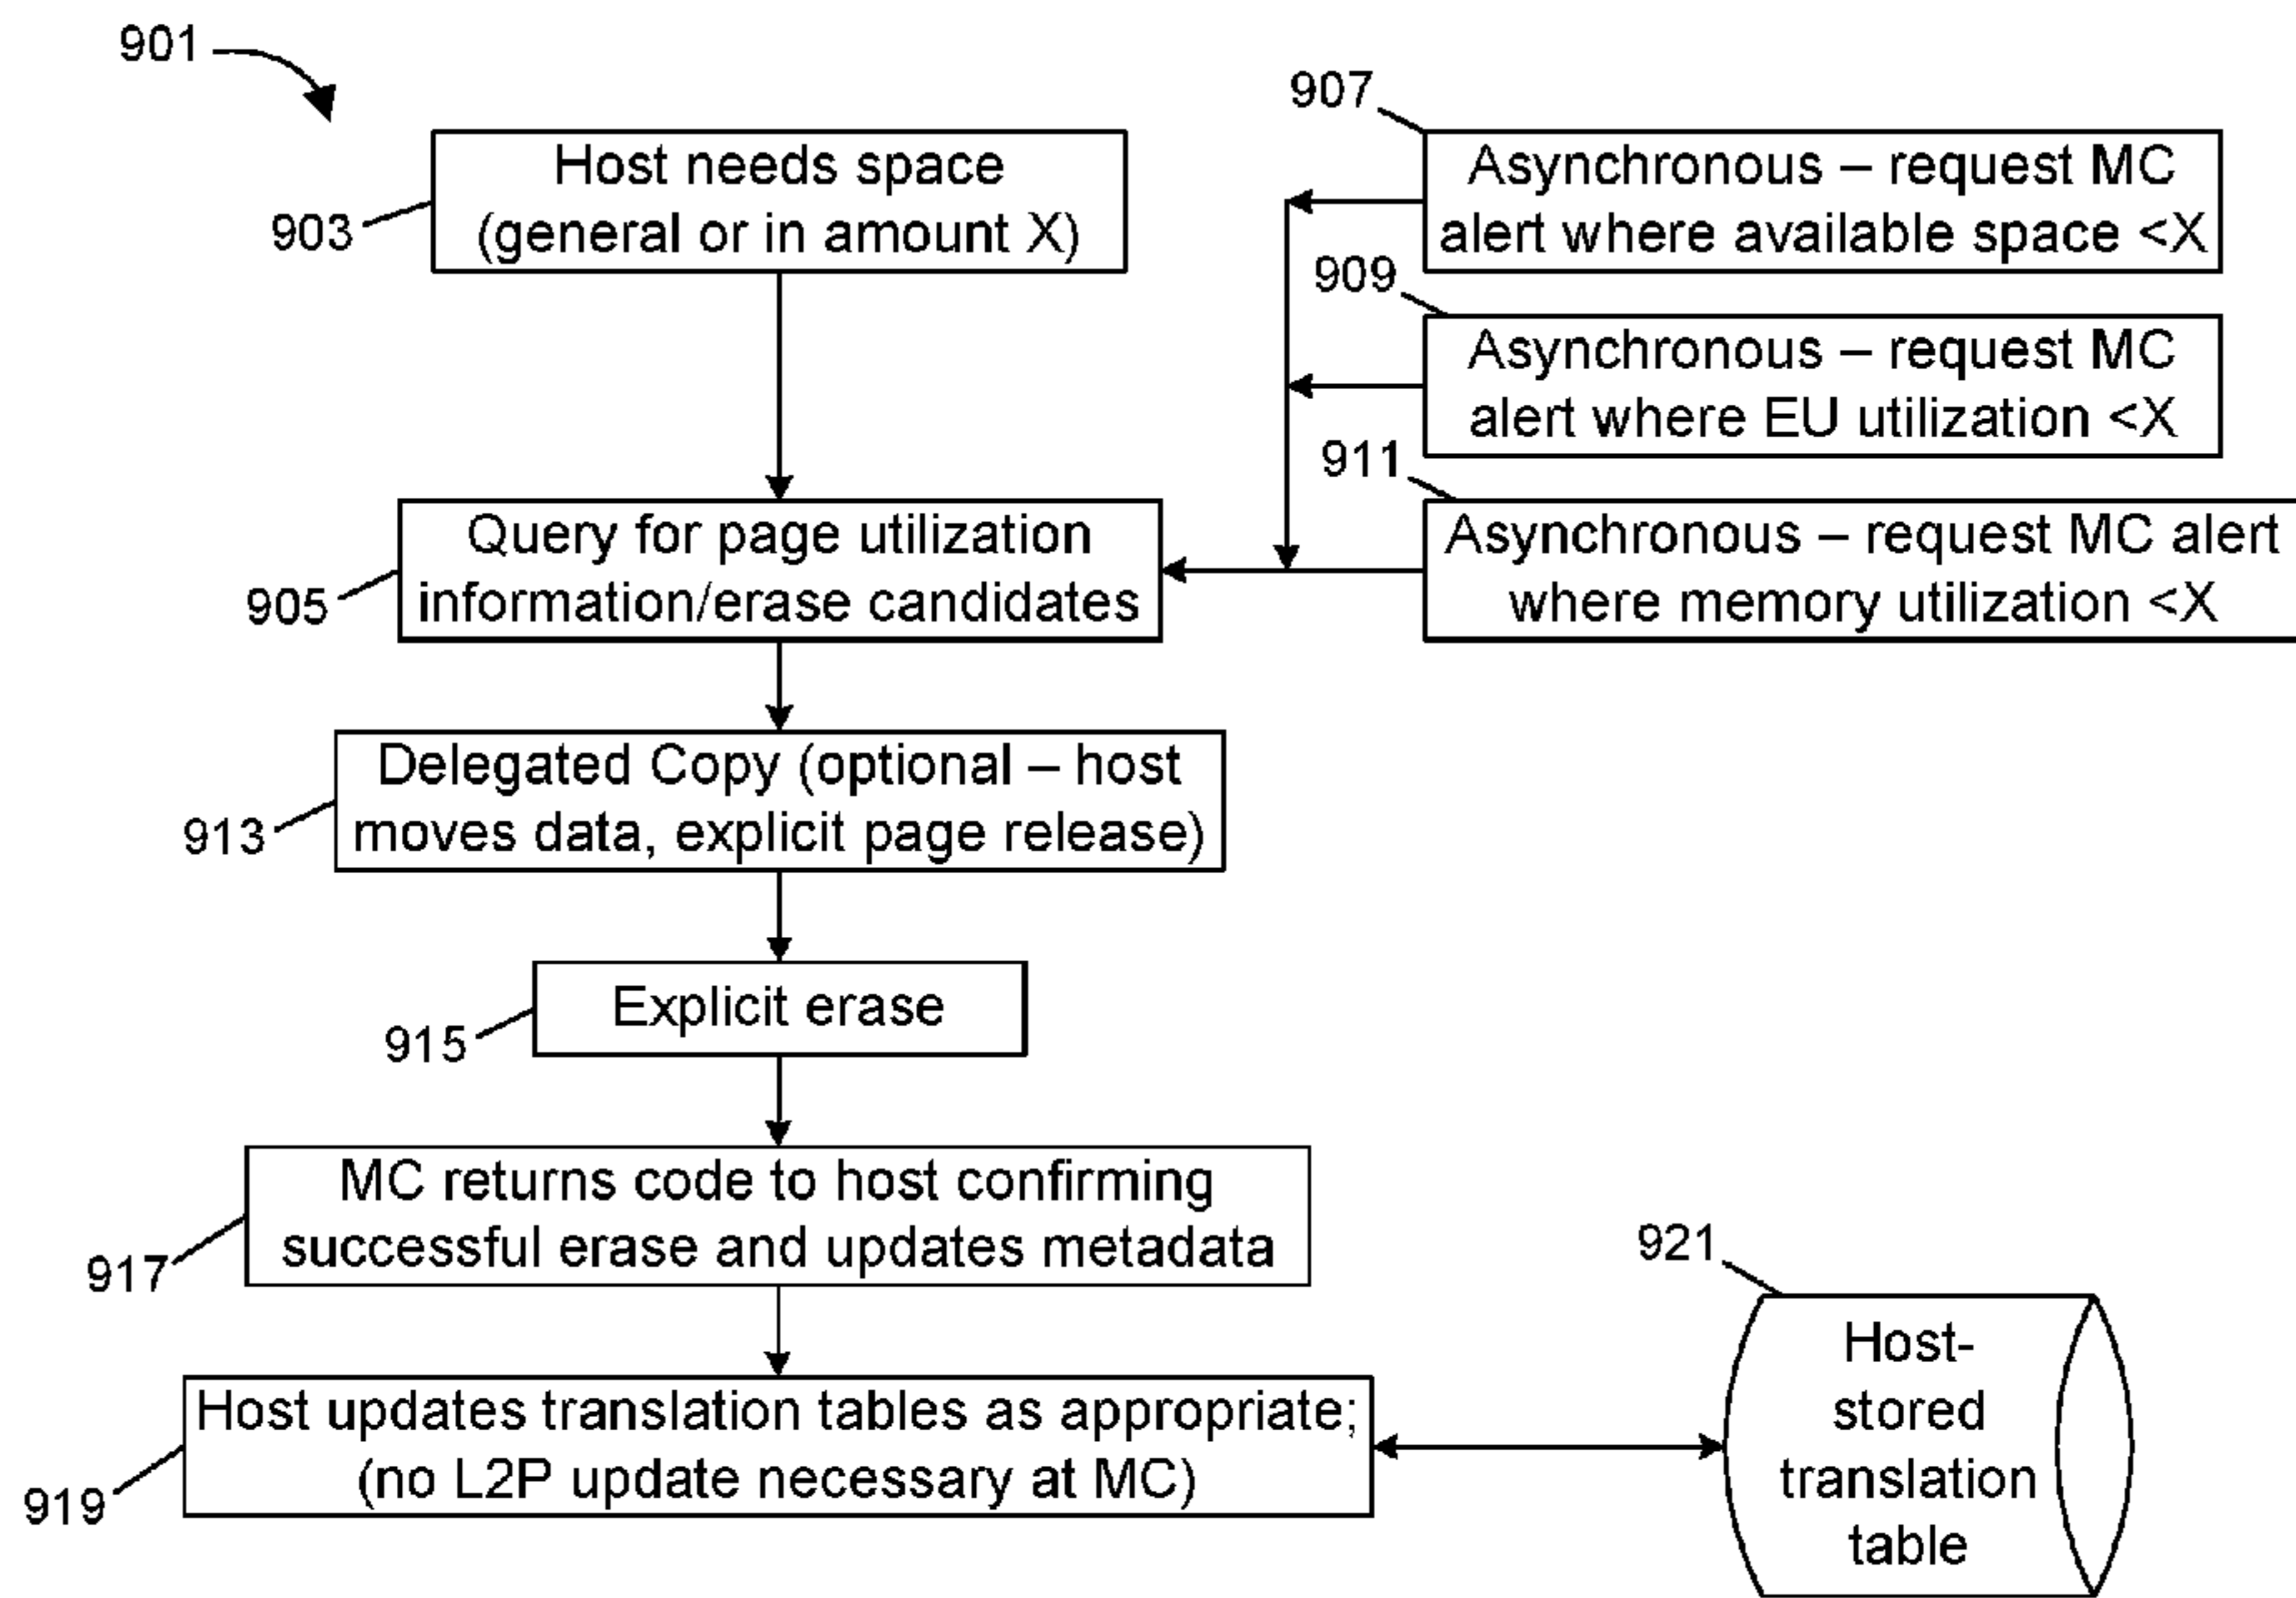 901
Host needs space
(general or in amount X)
903
907
Asynchronous – request MC
alert where available space <X
909
Asynchronous – request MC
alert where EU utilization <X
911
Asynchronous – request MC alert
where memory utilization <X
Query for page utilization
information/erase candidates
905
Delegated Copy (optional – host
moves data, explicit page release)
913
Explicit erase
915
MC returns code to host confirming
successful erase and updates metadata
917
Host updates translation tables as appropriate;
(no L2P update necessary at MC)
919
921
Host-
stored
translation
table